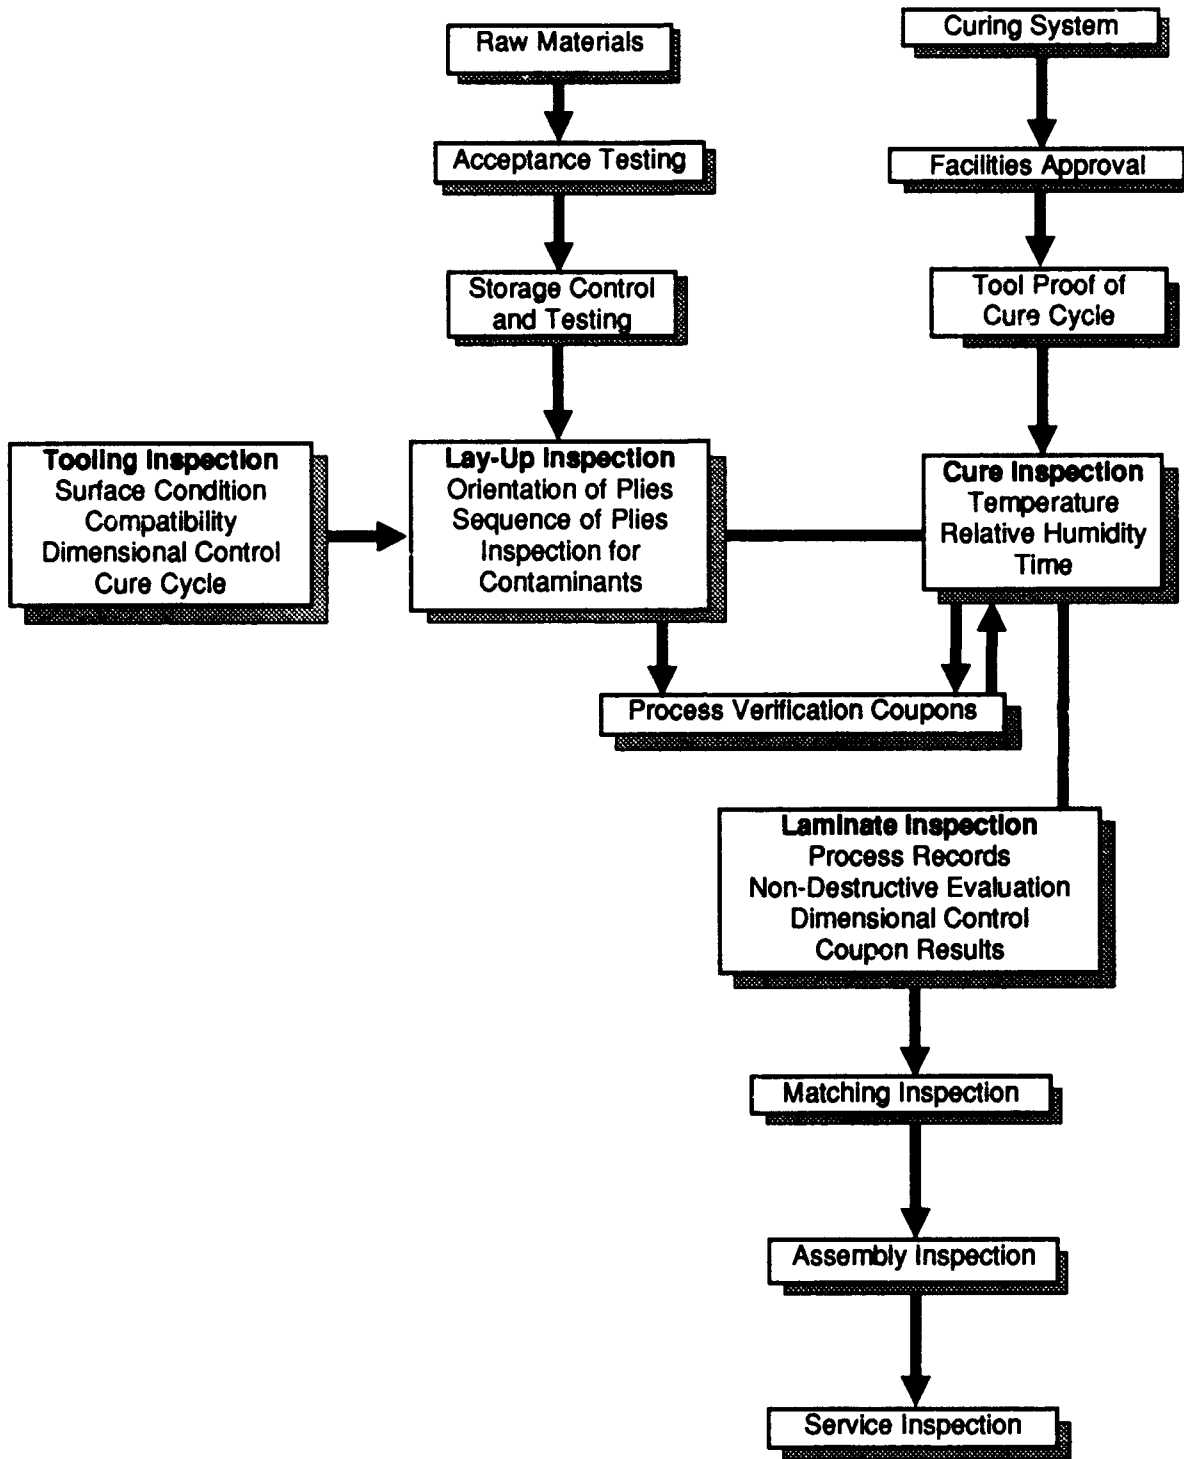 Raw Materials
Curing System
Acceptance Testing
Facilities Approval
Storage Control
and Testing
Tool Proof of
Cure Cycle
Tooling Inspection
Surface Condition
Compatibility
Dimensional Control
Cure Cycle
Lay-Up Inspection
Orientation of Plies
Sequence of Plies
Inspection for
Contaminants
Cure Inspection
Temperature
Relative Humidity
Time
Process Verification Coupons
Laminate Inspection
Process Records
Non-Destructive Evaluation
Dimensional Control
Coupon Results
Matching Inspection
Assembly Inspection
Service Inspection